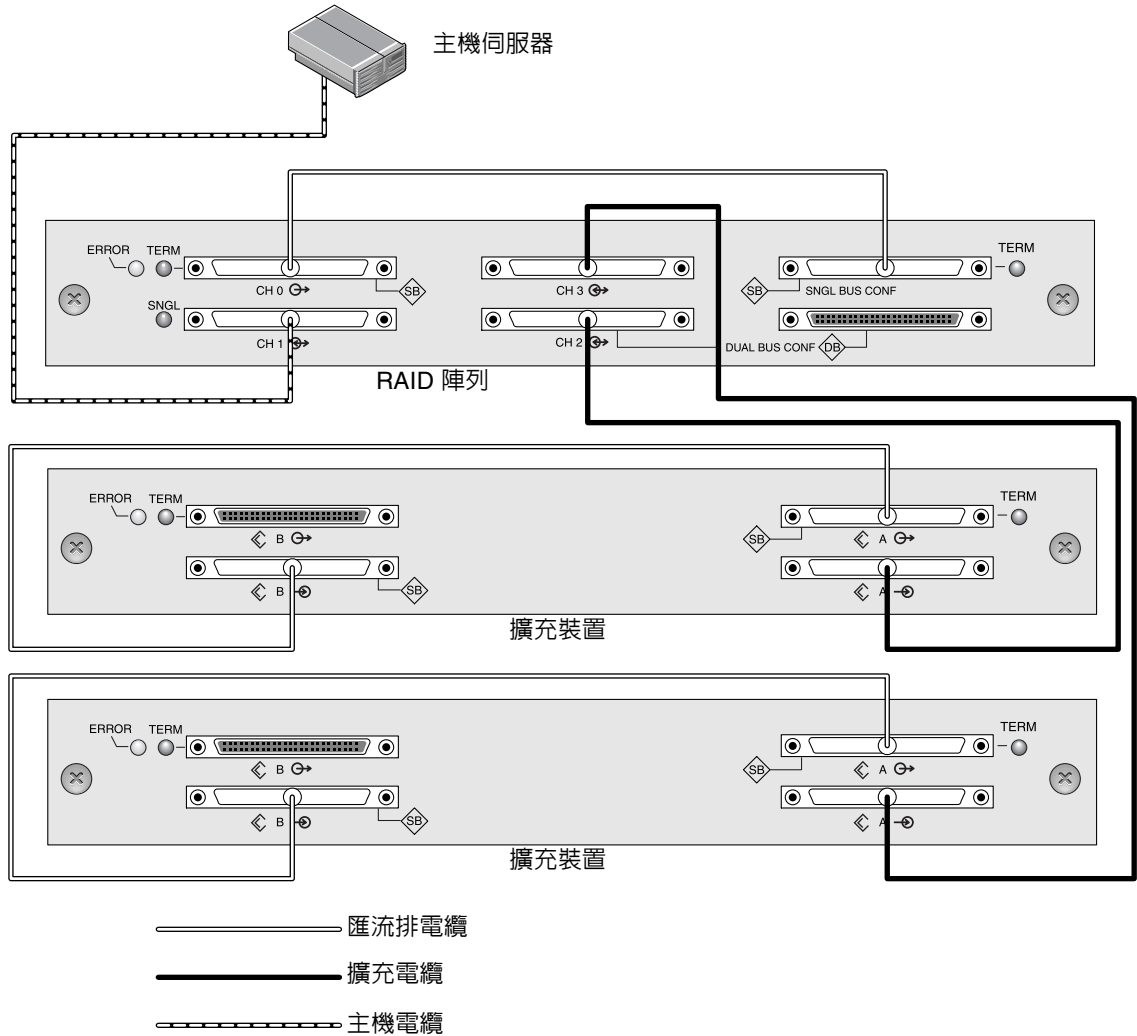 主機伺服器
ERROR TERM
TERM
CH 0
SB
CH 3
SB
SNGL BUS CONF
SNGL
CH 1
CH 2
DUAL BUS CONF
DB
RAID 陣列
ERROR TERM
TERM
B
SB
A
B
SB
A
擴充裝置
ERROR TERM
TERM
B
SB
A
B
SB
A
擴充裝置
匯流排電纜
擴充電纜
主機電纜